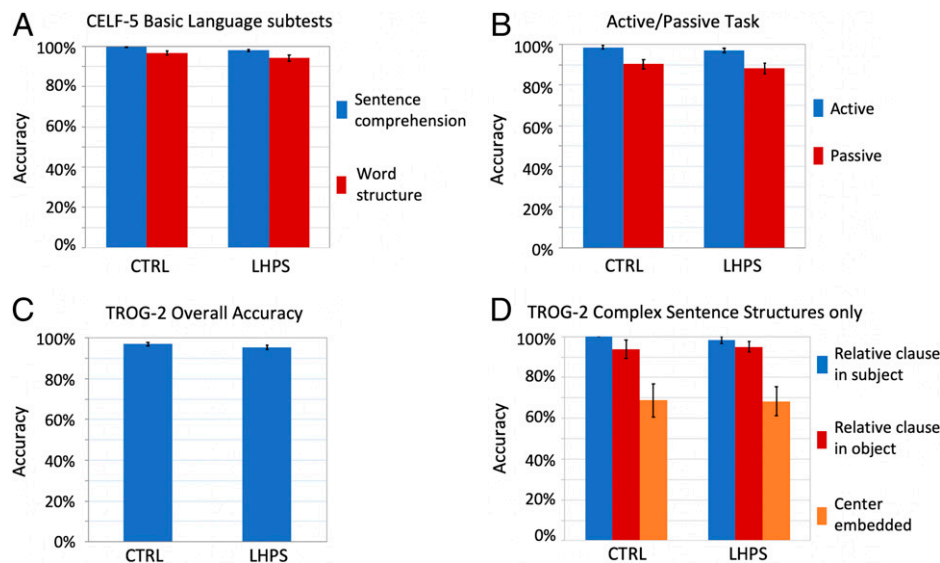 A
CELF-5 Basic Language subtests
100%
80%
60%
40%
20%
0%
Accuracy
CTRL
LHPS
Sentence
comprehension
Word
structure
B
Active/Passive Task
100%
80%
60%
40%
20%
0%
Accuracy
CTRL
LHPS
Active
Passive
C
TROG-2 Overall Accuracy
100%
80%
60%
40%
20%
0%
Accuracy
CTRL
LHPS
D
TROG-2 Complex Sentence Structures only
100%
80%
60%
40%
20%
0%
Accuracy
CTRL
LHPS
Relative clause
in subject
Relative clause
in object
Center
embedded